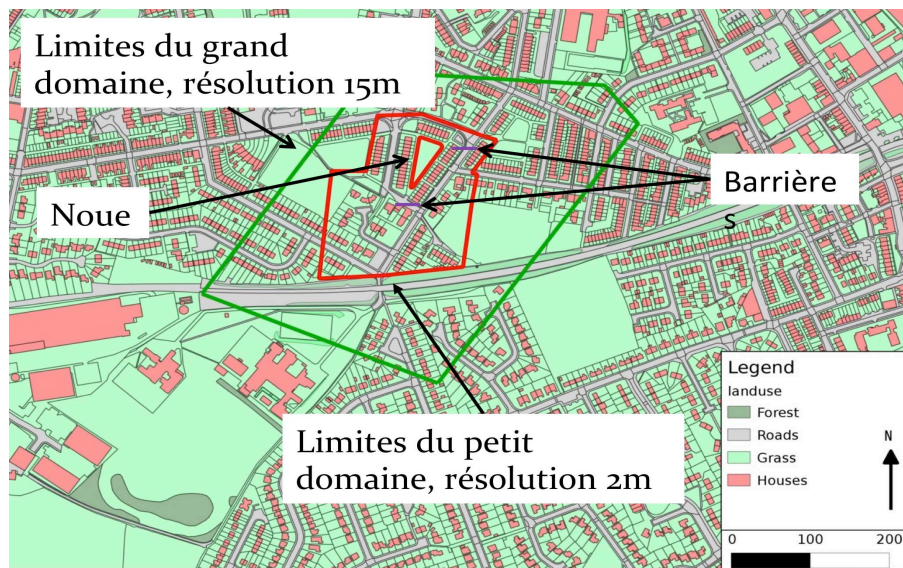 Limites du grand
domaine, résolution 15m
Noue
Barrière
s
Limites du petit
domaine, résolution 2m
Legend
landuse
Forest
Roads
Grass
Houses
N
0 100 200